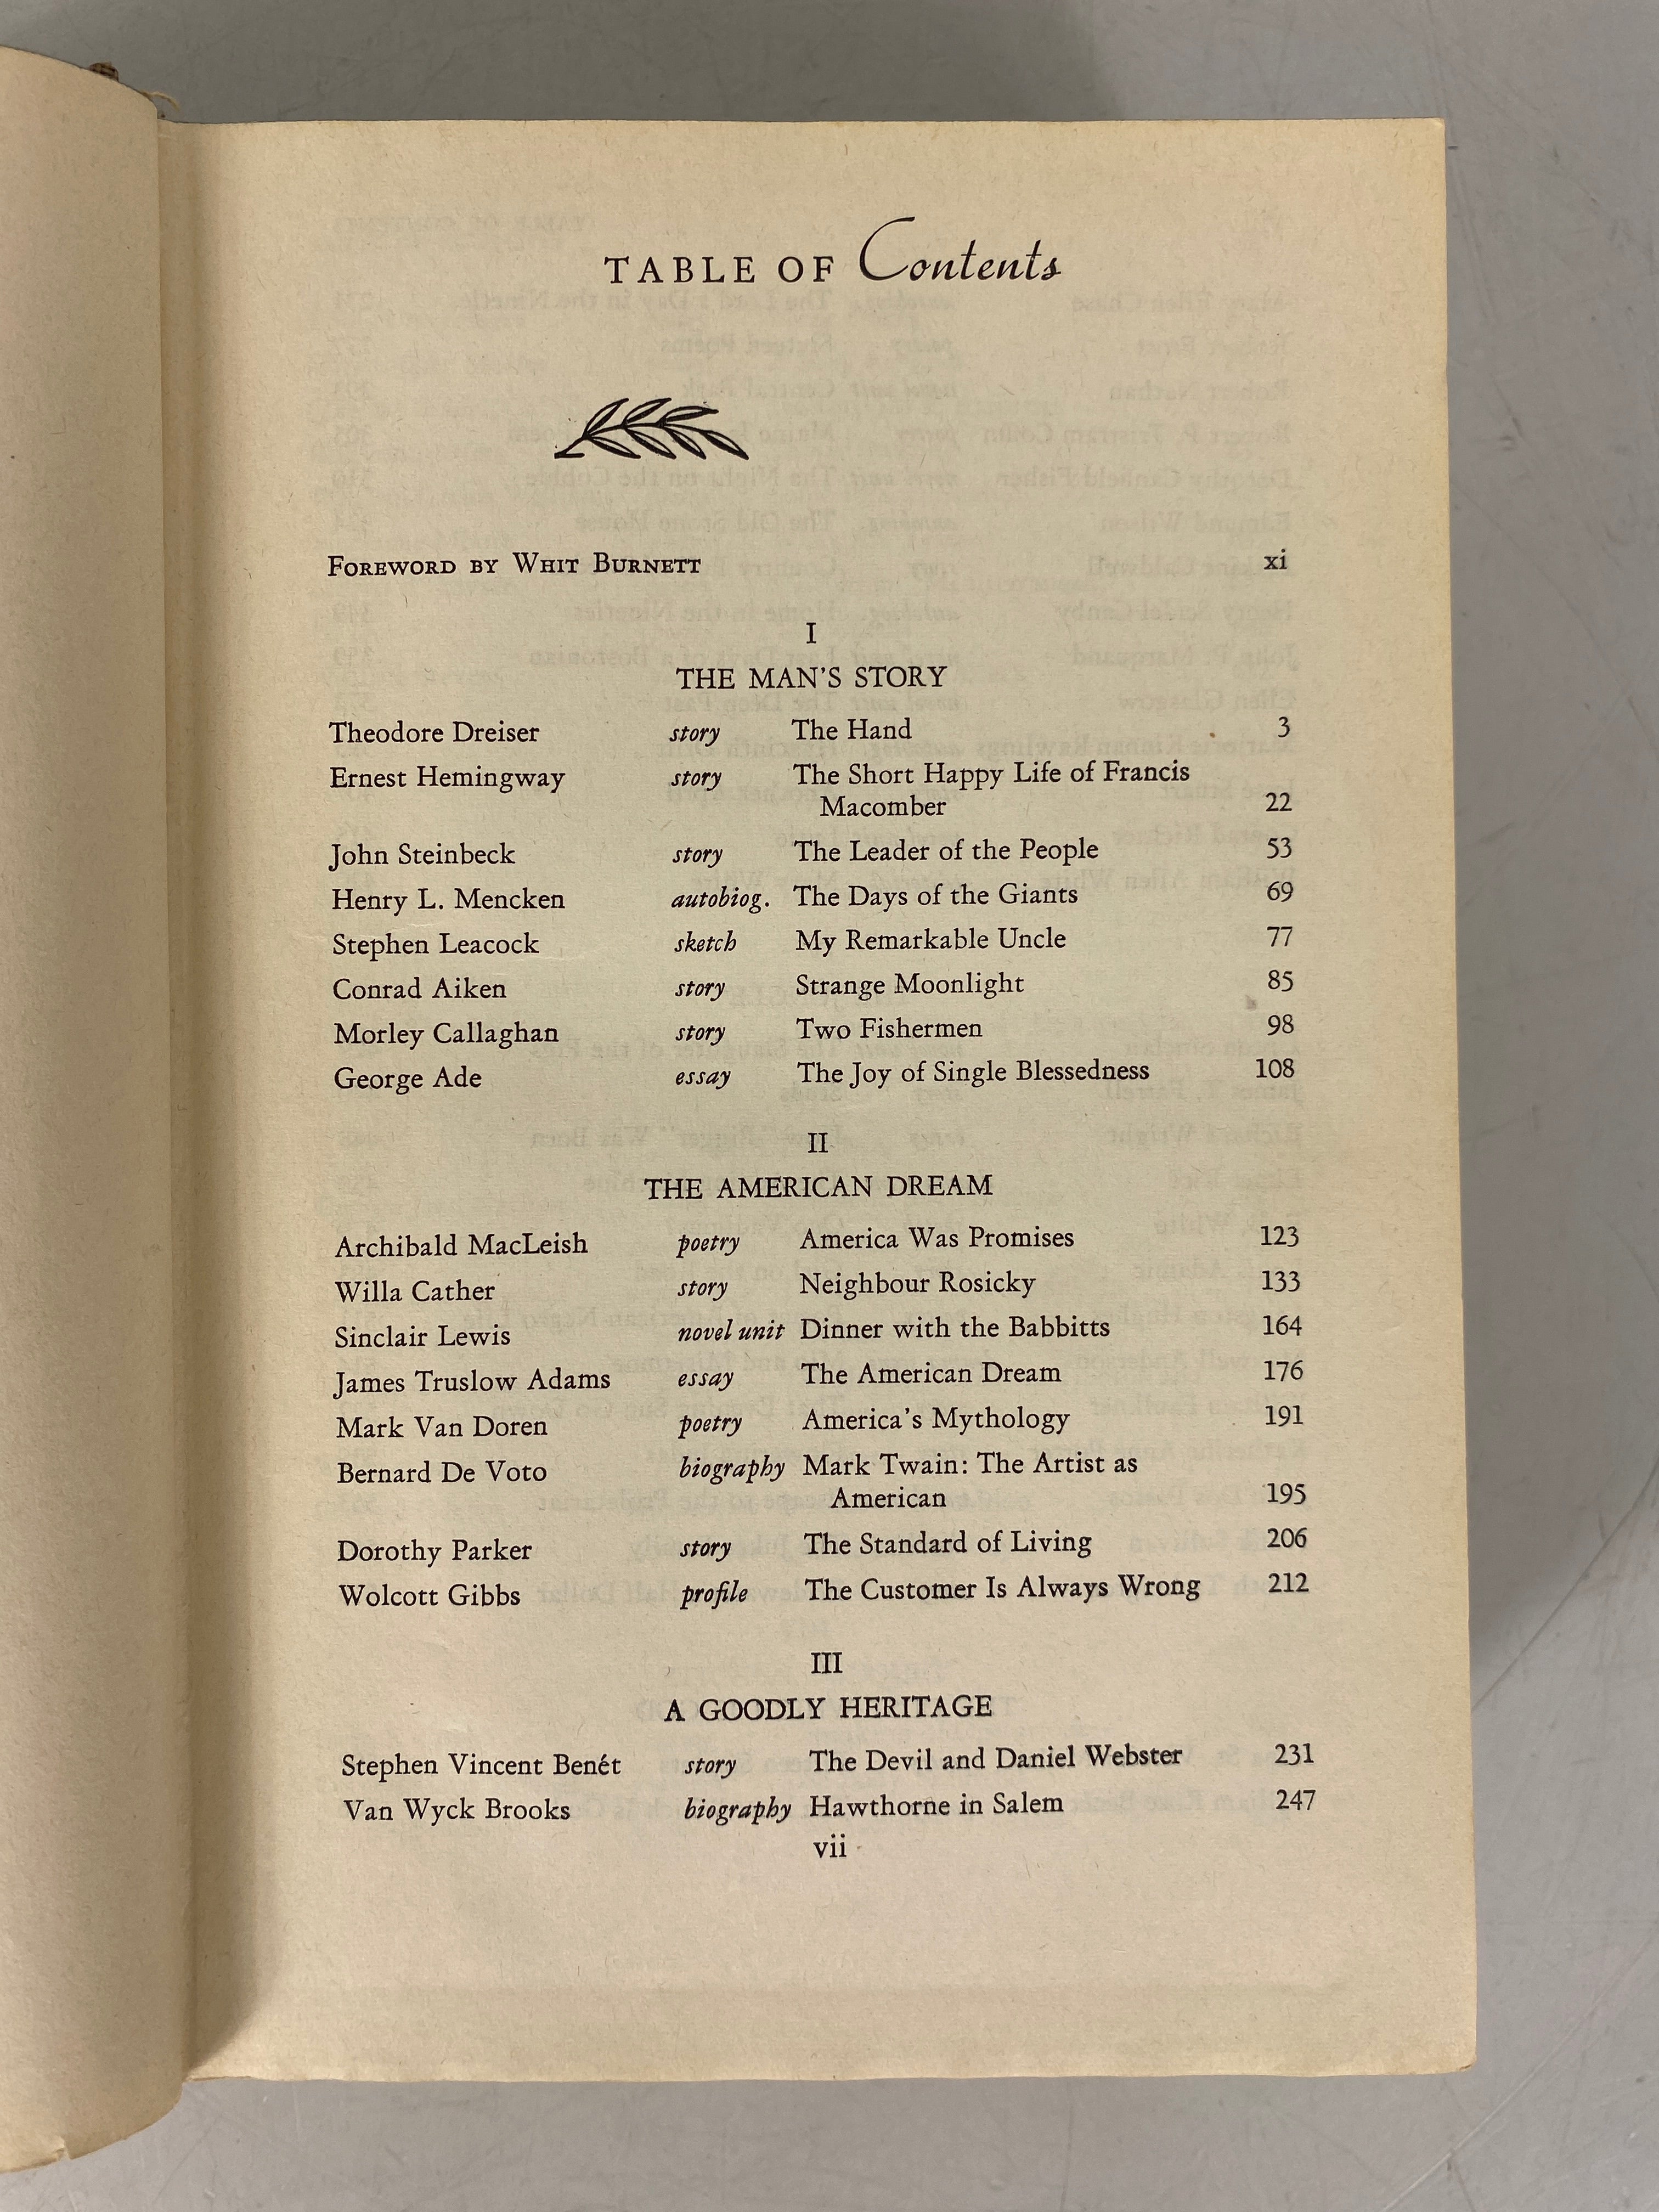 TABLE OF Contents
FOREWORD BY WHIT BURNETT xi
I
THE MAN'S STORY
Theodore Dreiser story The Hand 3
Ernest Hemingway story The Short Happy Life of Francis
Macomber 22
John Steinbeck story The Leader of the People 53
Henry L. Mencken autobiog. The Days of the Giants 69
Stephen Leacock sketch My Remarkable Uncle 77
Conrad Aiken story Strange Moonlight 85
Morley Callaghan story Two Fishermen 98
George Ade essay The Joy of Single Blessedness 108
II
THE AMERICAN DREAM
Archibald MacLeish poetry America Was Promises 123
Willa Cather story Neighbour Rosicky 133
Sinclair Lewis novel unit Dinner with the Babbitts 164
James Truslow Adams essay The American Dream 176
Mark Van Doren poetry America's Mythology 191
Bernard De Voto biography Mark Twain: The Artist as
American 195
Dorothy Parker story The Standard of Living 206
Wolcott Gibbs profile The Customer Is Always Wrong 212
III
A GOODLY HERITAGE
Stephen Vincent Benét story The Devil and Daniel Webster 231
Van Wyck Brooks biography Hawthorne in Salem 247
vii